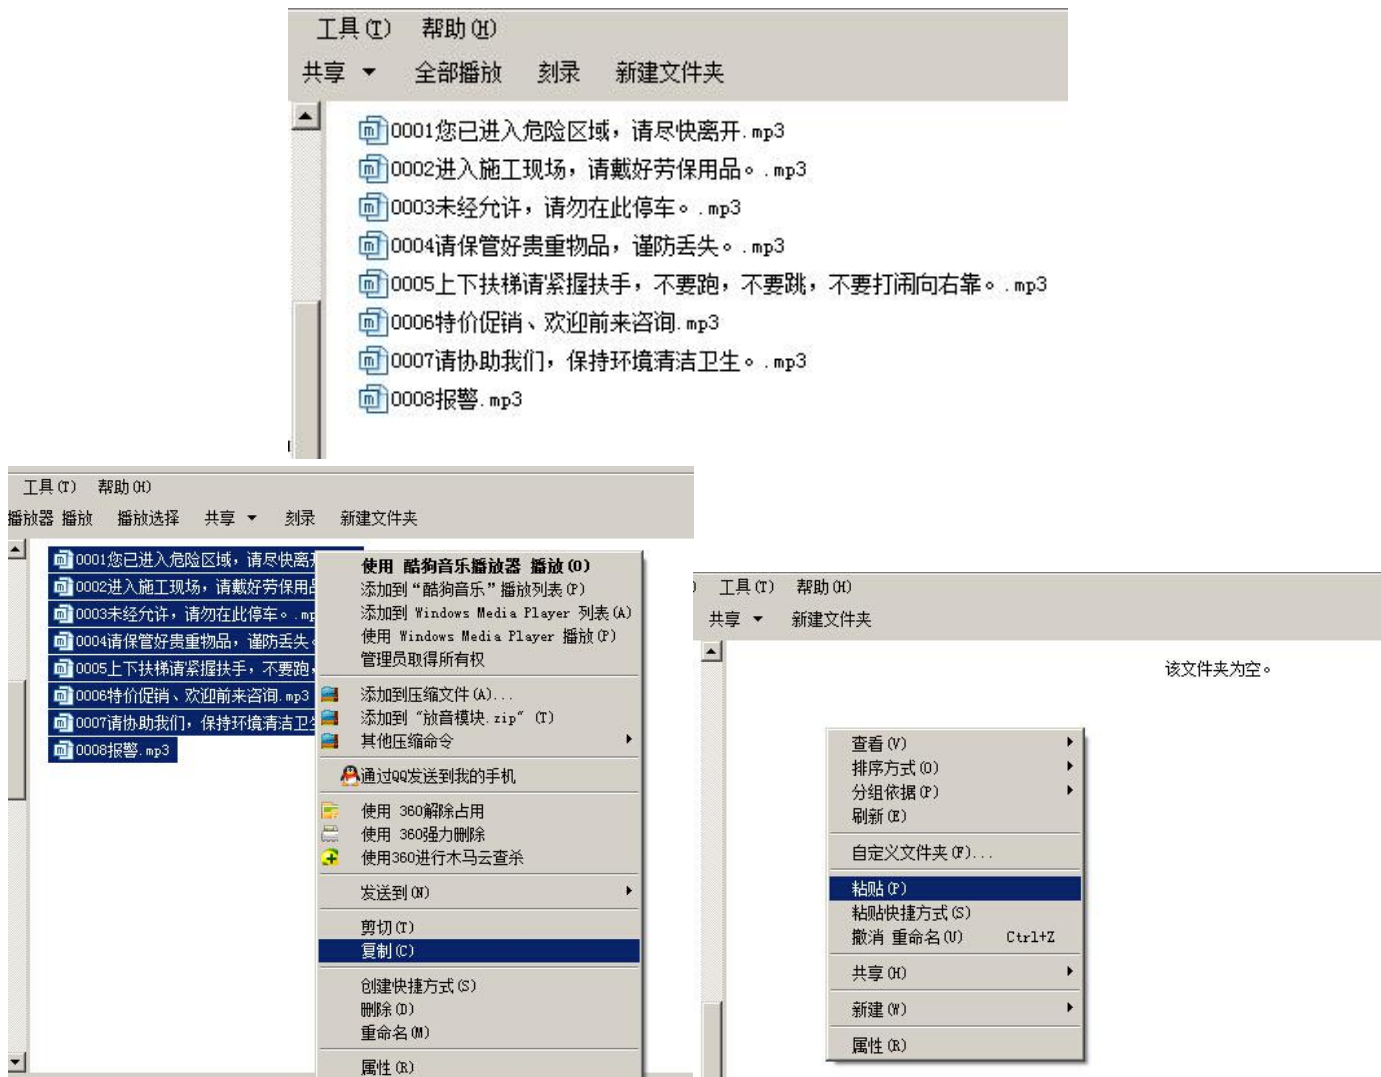 工具(T) 帮助(H)
共享 全部播放 刻录 新建文件夹
0001您已进入危险区域，请尽快离开.mp3
0002进入施工现场，请戴好劳保用品。.mp3
0003未经允许，请勿在此停车。.mp3
0004请保管好贵重物品，谨防丢失。.mp3
0005上下扶梯请紧握扶手，不要跑，不要跳，不要打闹向右靠。.mp3
0006特价促销、欢迎前来咨询.mp3
0007请协助我们，保持环境清洁卫生。.mp3
0008报警.mp3
工具(T) 帮助(H)
播放器 播放 播放选择 共享 刻录 新建文件夹
0001您已进入危险区域，请尽快离
0002进入施工现场，请戴好劳保用
0003未经允许，请勿在此停车。.mp
0004请保管好贵重物品，谨防丢失
0005上下扶梯请紧握扶手，不要跑，
0006特价促销、欢迎前来咨询.mp3
0007请协助我们，保持环境清洁卫
0008报警.mp3
使用 酷狗音乐播放器 播放(O)
添加到“酷狗音乐”播放列表(P)
添加到 Windows Media Player 列表(A)
使用 Windows Media Player 播放(P)
管理员取得所有权
添加到压缩文件(A)...
添加到 "放音模块.zip" (T)
其他压缩命令
通过QQ发送到我的手机
使用 360解除占用
使用 360强力删除
使用360进行木马云查杀
发送到(N)
剪切(T)
复制(C)
创建快捷方式(S)
删除(D)
重命名(M)
属性(R)
工具(T) 帮助(H)
共享 新建文件夹
该文件夹为空。
查看(V)
排序方式(O)
分组依据(P)
刷新(E)
自定义文件夹(F)...
粘贴(P)
粘贴快捷方式(S)
撤消 重命名(U) Ctrl+Z
共享(H)
新建(W)
属性(R)